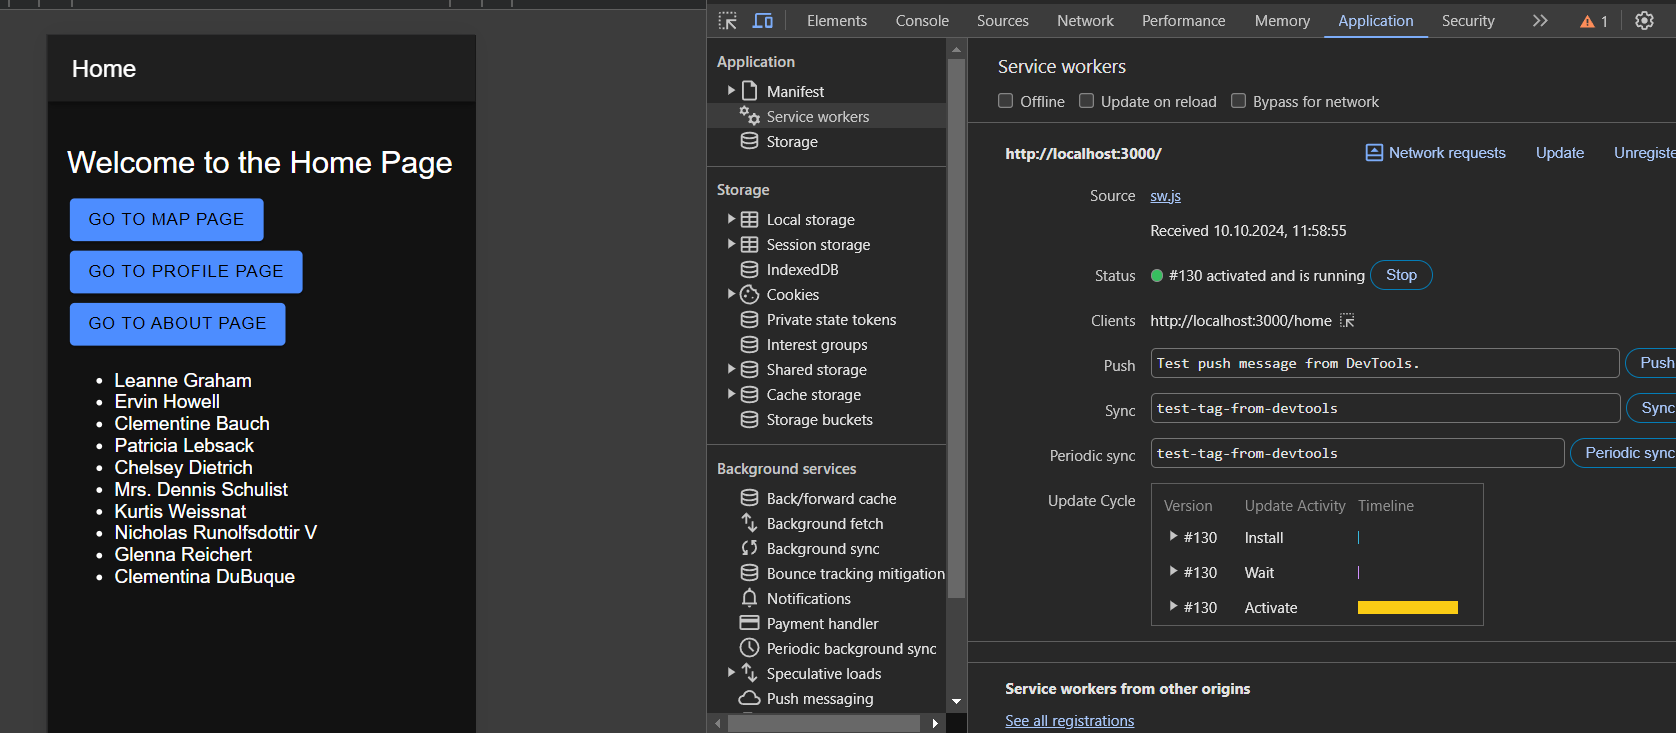 Home
Welcome to the Home Page
GO TO MAP PAGE
GO TO PROFILE PAGE
GO TO ABOUT PAGE
Leanne Graham
Ervin Howell
Clementine Bauch
Patricia Lebsack
Chelsey Dietrich
Mrs. Dennis Schulist
Kurtis Weissnat
Nicholas Runolfsdottir V
Glenna Reichert
Clementina DuBuque
Elements Console Sources Network Performance Memory Application Security 1
Application
Manifest
Service workers
Storage
Storage
Local storage
Session storage
IndexedDB
Cookies
Private state tokens
Interest groups
Shared storage
Cache storage
Storage buckets
Background services
Back/forward cache
Background fetch
Background sync
Bounce tracking mitigation
Notifications
Payment handler
Periodic background sync
Speculative loads
Push messaging
Service workers
Offline Update on reload Bypass for network
http://localhost:3000/ Network requests Update Unregiste
Source sw.js
Received 10.10.2024, 11:58:55
Status #130 activated and is running Stop
Clients http://localhost:3000/home
Push Test push message from DevTools. Push
Sync test-tag-from-devtools Sync
Periodic sync test-tag-from-devtools Periodic sync
Update Cycle Version Update Activity Timeline
#130 Install
#130 Wait
#130 Activate
Service workers from other origins
See all registrations